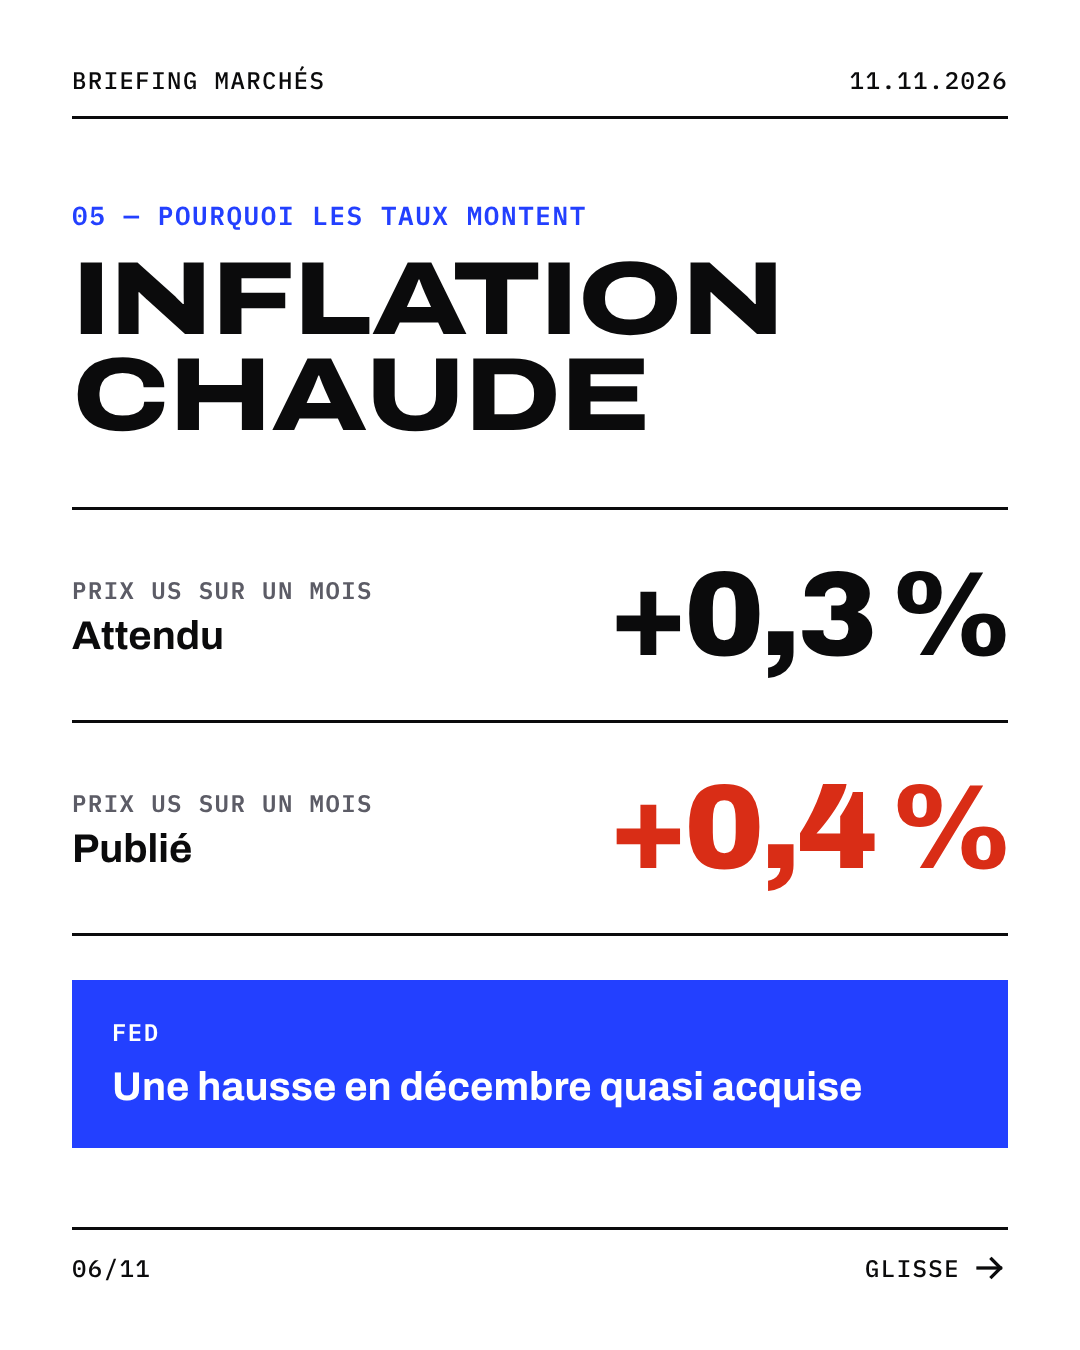 BRIEFING MARCHÉS
11.11.2026
05 — POURQUOI LES TAUX MONTENT
INFLATION
CHAUDE
PRIX US SUR UN MOIS
Attendu
+0,3 %
PRIX US SUR UN MOIS
Publié
+0,4 %
FED
Une hausse en décembre quasi acquise
06/11
GLISSE →